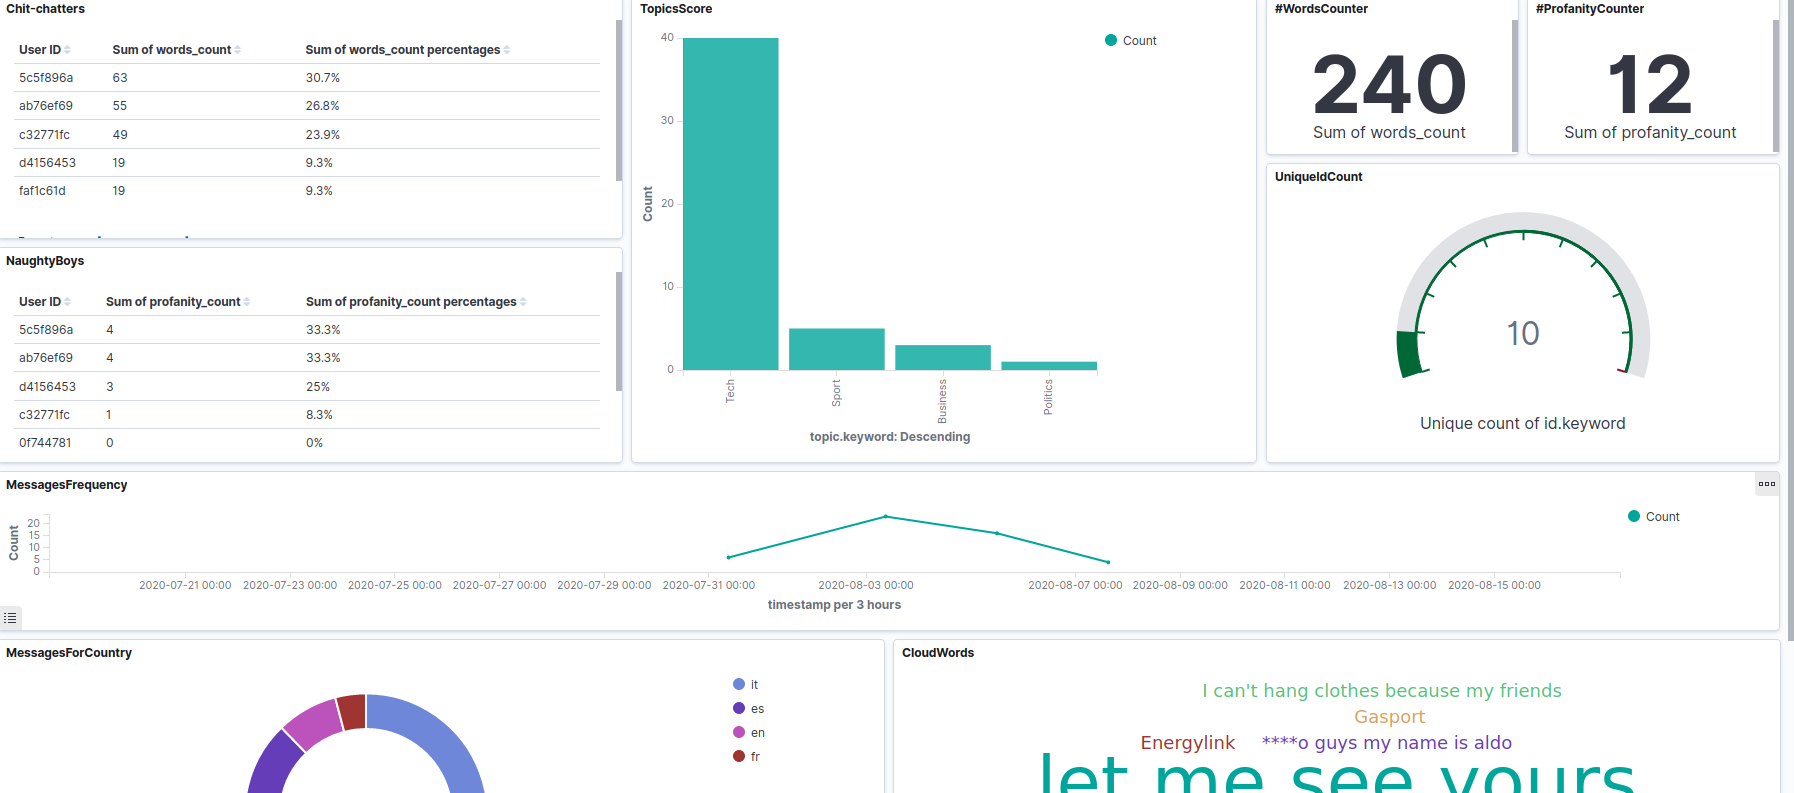 Chit-chatters
User ID Sum of words_count Sum of words_count percentages
5c5f896a 63 30.7%
ab76ef69 55 26.8%
c32771fc 49 23.9%
d4156453 19 9.3%
faf1c61d 19 9.3%
NaughtyBoys
User ID Sum of profanity_count Sum of profanity_count percentages
5c5f896a 4 33.3%
ab76ef69 4 33.3%
d4156453 3 25%
c32771fc 1 8.3%
0f744781 0 0%
TopicsScore
Count
40
30
20
10
0
Count
Tech
Sport
Business
Politics
topic.keyword: Descending
#WordsCounter
240
Sum of words_count
#ProfanityCounter
12
Sum of profanity_count
UniqueIdCount
10
Unique count of id.keyword
MessagesFrequency
Count
20
15
10
5
0
Count
2020-07-21 00:00 2020-07-23 00:00 2020-07-25 00:00 2020-07-27 00:00 2020-07-29 00:00 2020-07-31 00:00 2020-08-03 00:00 2020-08-07 00:00 2020-08-09 00:00 2020-08-11 00:00 2020-08-13 00:00 2020-08-15 00:00
timestamp per 3 hours
MessagesForCountry
it
es
en
fr
CloudWords
I can't hang clothes because my friends
Gasport
Energylink ****o guys my name is aldo
let me see yours